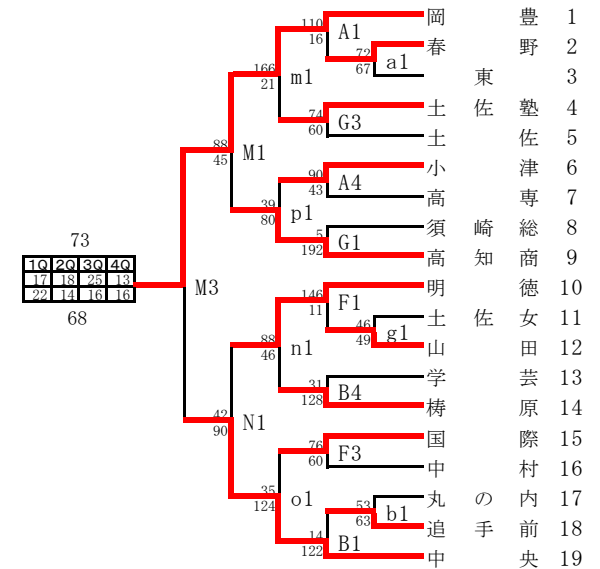 岡豊 1
110
16
A1
春野 2
72
67
a1
166
21
m1
東 3
土佐塾 4
74
60
G3
土佐 5
88
45
M1
小津 6
90
43
A4
高専 7
39
80
p1
須崎総 8
5
192
G1
高知商 9
73
1Q 2Q 3Q 4Q
17 18 25 13
22 14 16 16
68
M3
明徳 10
146
11
F1
土佐女 11
46
49
g1
88
46
n1
山田 12
学芸 13
31
128
B4
梼原 14
42
90
N1
国際 15
76
60
F3
中村 16
35
124
o1
丸の内 17
53
63
b1
追手前 18
14
122
B1
中央 19